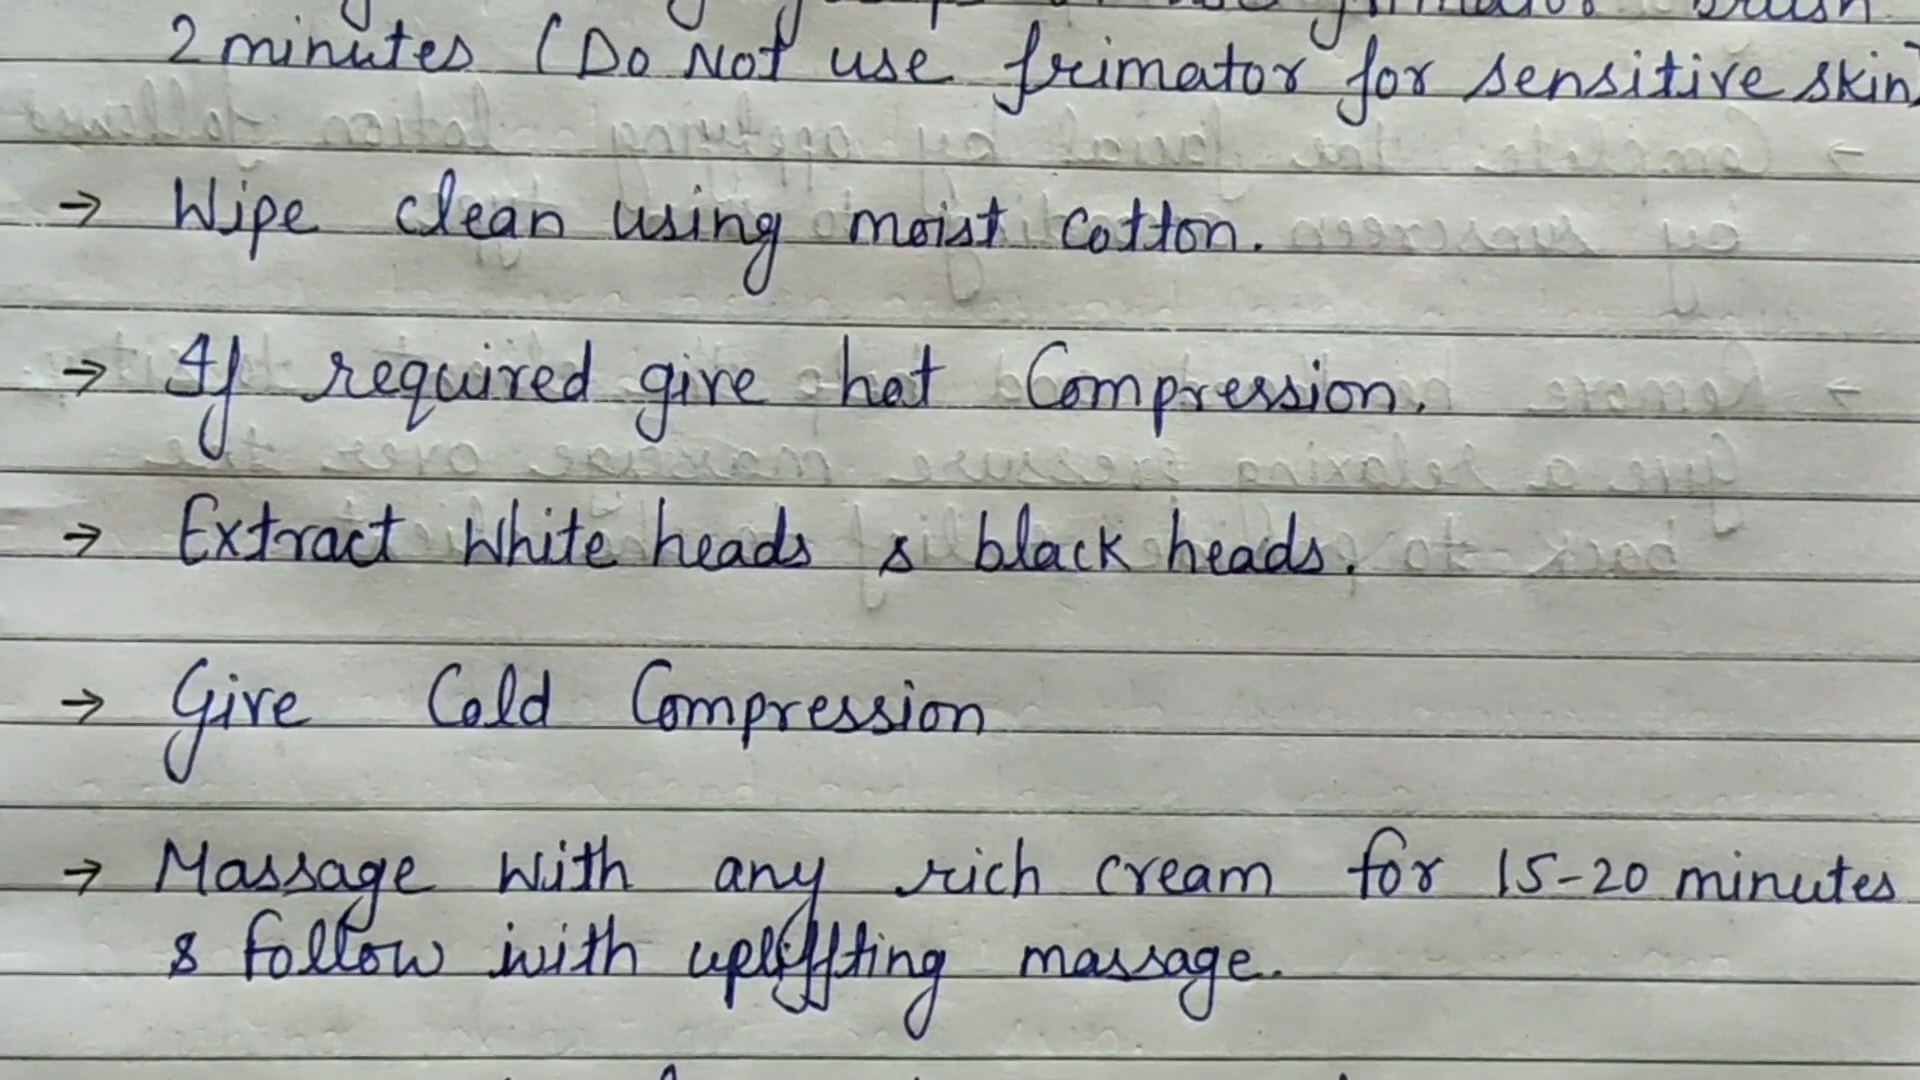 2 minutes (Do Not use frimator for sensitive skin)
→ Wipe clean using moist cotton.
→ If required give hot Compression.
→ Extract White heads & black heads.
→ Give Cold Compression
→ Massage With any rich cream for 15-20 minutes
& follow with upliffting massage.